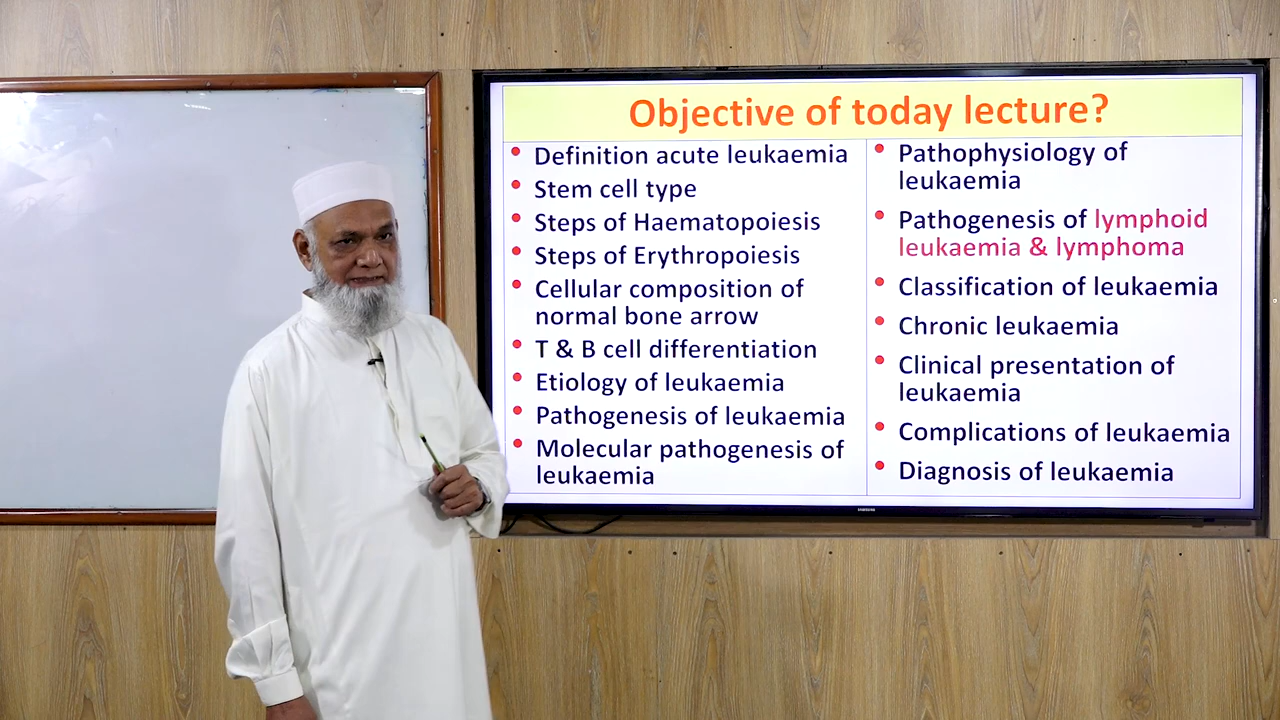 Objective of today lecture?
• Definition acute leukaemia
• Stem cell type
• Steps of Haematopoiesis
• Steps of Erythropoiesis
• Cellular composition of
normal bone arrow
• T & B cell differentiation
• Etiology of leukaemia
• Pathogenesis of leukaemia
• Molecular pathogenesis of
leukaemia
• Pathophysiology of
leukaemia
• Pathogenesis of lymphoid
leukaemia & lymphoma
• Classification of leukaemia
• Chronic leukaemia
• Clinical presentation of
leukaemia
• Complications of leukaemia
• Diagnosis of leukaemia
SAMSUNG